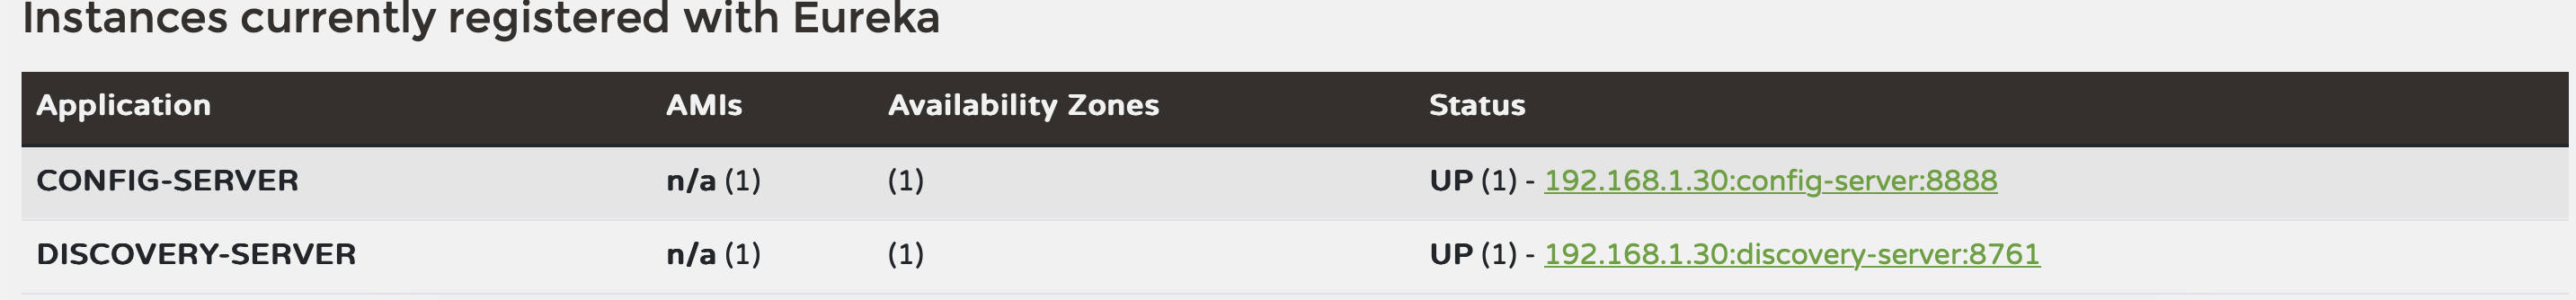 Instances currently registered with Eureka
Application AMIs Availability Zones Status
CONFIG-SERVER n/a (1) (1) UP (1) - 192.168.1.30:config-server:8888
DISCOVERY-SERVER n/a (1) (1) UP (1) - 192.168.1.30:discovery-server:8761